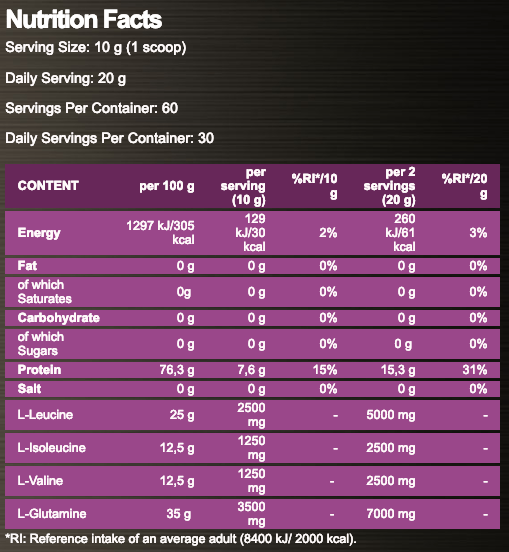 Nutrition Facts
Serving Size: 10 g (1 scoop)
Daily Serving: 20 g
Servings Per Container: 60
Daily Servings Per Container: 30
CONTENT per 100 g per serving (10 g) %RI*/10 g per 2 servings (20 g) %RI*/20 g
Energy 1297 kJ/305 kcal 129 kJ/30 kcal 2% 260 kJ/61 kcal 3%
Fat 0 g 0 g 0% 0 g 0%
of which Saturates 0g 0 g 0% 0 g 0%
Carbohydrate 0 g 0 g 0% 0 g 0%
of which Sugars 0 g 0 g 0% 0 g 0%
Protein 76,3 g 7,6 g 15% 15,3 g 31%
Salt 0 g 0 g 0% 0 g 0%
L-Leucine 25 g 2500 mg - 5000 mg -
L-Isoleucine 12,5 g 1250 mg - 2500 mg -
L-Valine 12,5 g 1250 mg - 2500 mg -
L-Glutamine 35 g 3500 mg - 7000 mg -
*RI: Reference intake of an average adult (8400 kJ/ 2000 kcal).